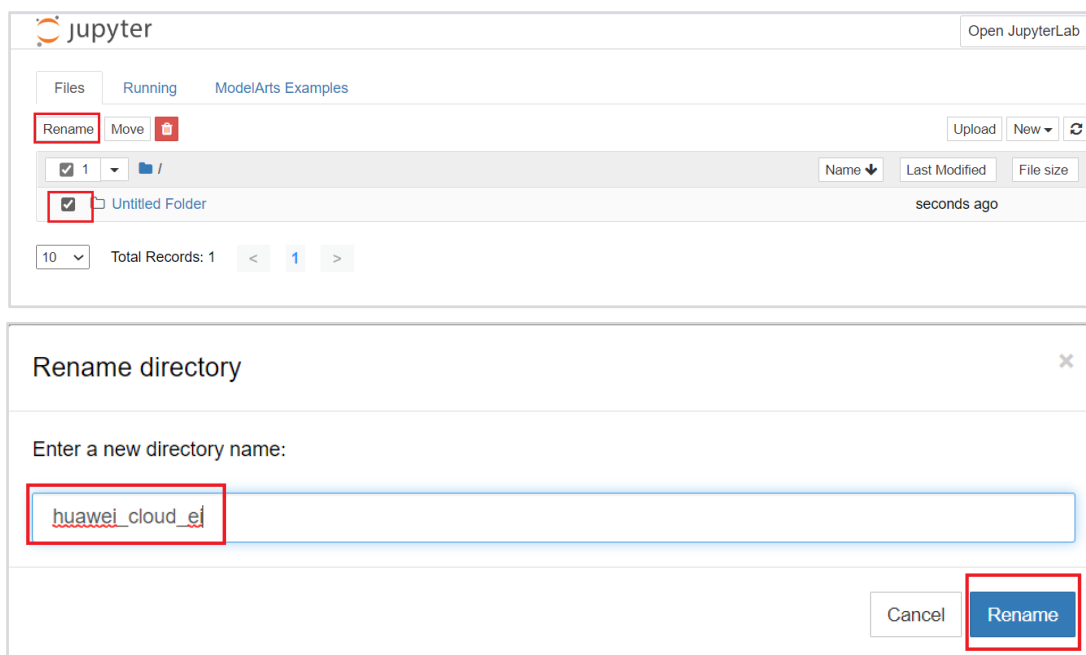 jupyter
Open JupyterLab
Files Running ModelArts Examples
Rename Move Upload New
1 / Name Last Modified File size
Untitled Folder seconds ago
10 Total Records: 1 < 1 >
Rename directory ×
Enter a new directory name:
huawei_cloud_ei
Cancel Rename